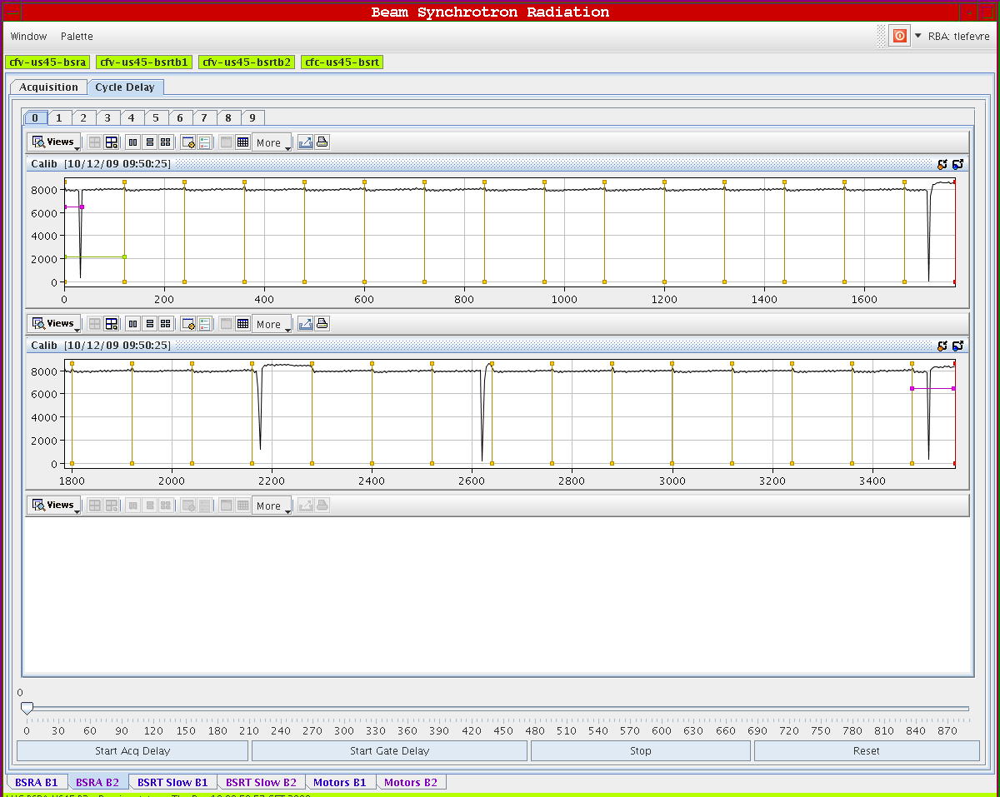 Beam Synchrotron Radiation
Window Palette RBA: tlefevre
cfv-us45-bsra cfv-us45-bsrtb1 cfv-us45-bsrtb2 cfc-us45-bsrt
Acquisition Cycle Delay
0 1 2 3 4 5 6 7 8 9
Views More
Calib [10/12/09 09:50:25]
8000
6000
4000
2000
0
0 200 400 600 800 1000 1200 1400 1600
Views More
Calib [10/12/09 09:50:25]
8000
6000
4000
2000
0
1800 2000 2200 2400 2600 2800 3000 3200 3400
Views More
0
0 30 60 90 120 150 180 210 240 270 300 330 360 390 420 450 480 510 540 570 600 630 660 690 720 750 780 810 840 870
Start Acq Delay Start Gate Delay Stop Reset
BSRA B1 BSRA B2 BSRT Slow B1 BSRT Slow B2 Motors B1 Motors B2